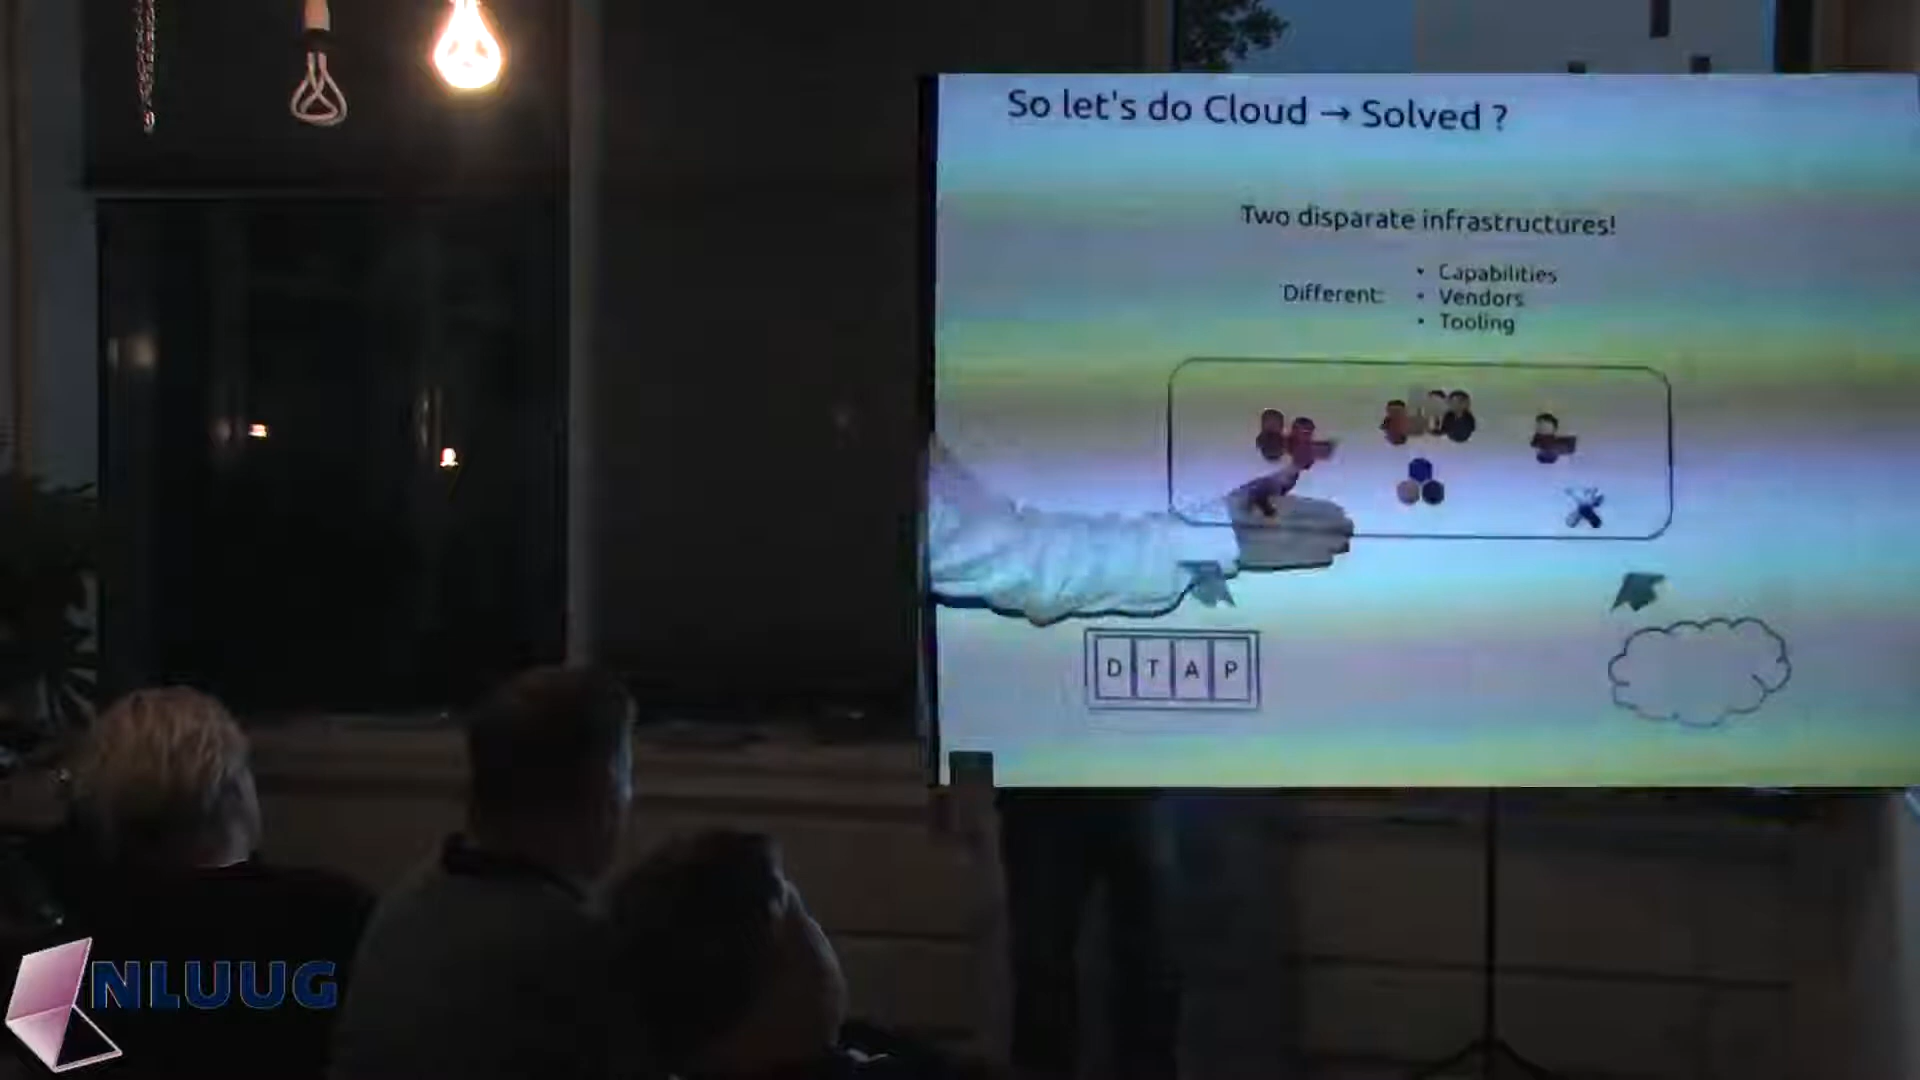 So let's do Cloud → Solved ?
Two disparate infrastructures!
Different:
• Capabilities
• Vendors
• Tooling
D T A P
NLUUG